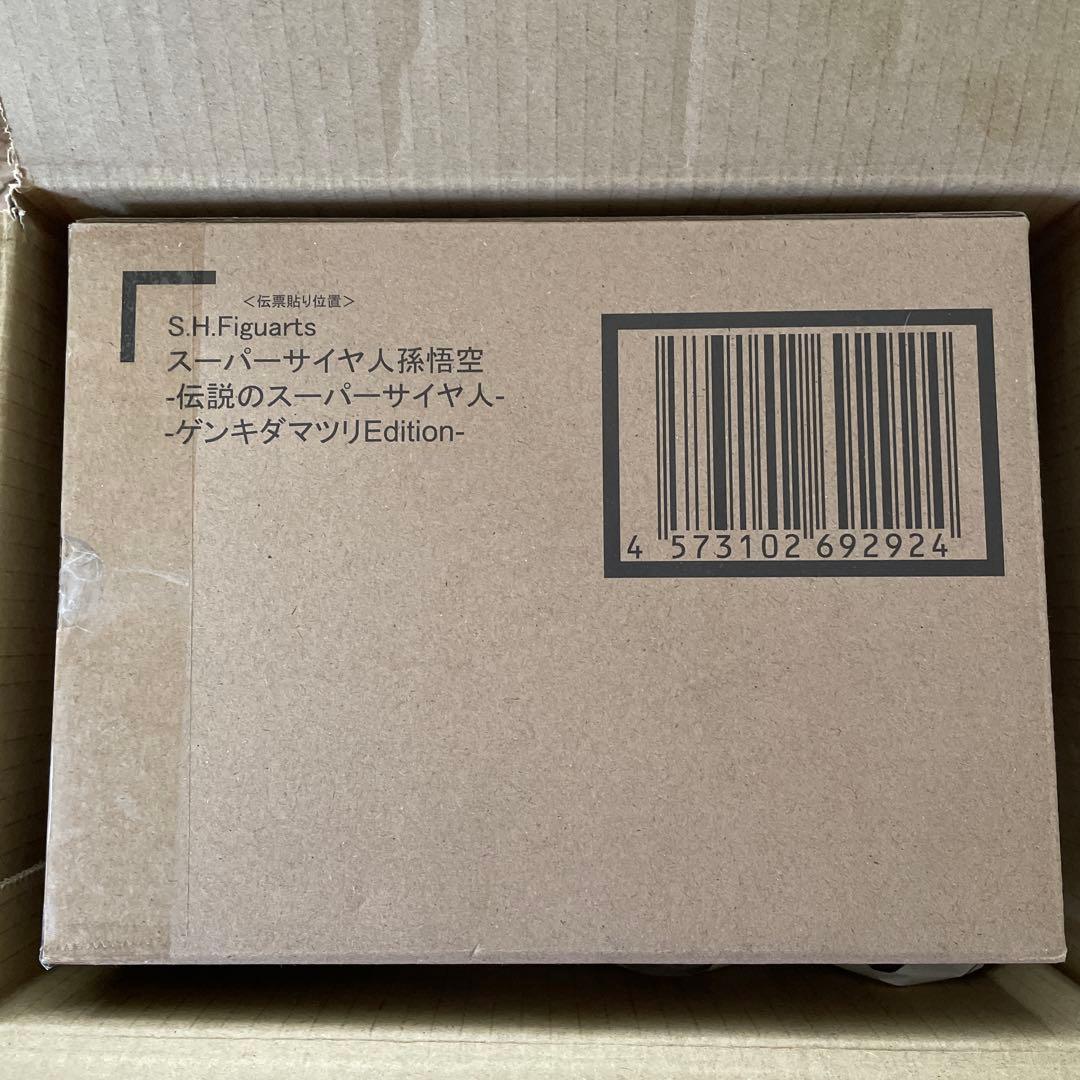 ＜伝票貼り位置＞
S.H.Figuarts
スーパーサイヤ人孫悟空
-伝説のスーパーサイヤ人-
-ゲンキダマツリEdition-
4 573102 692924